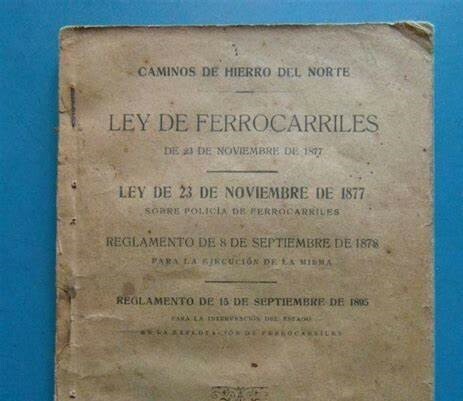 CAMINOS DE HIERRO DEL NORTE
LEY DE FERROCARRILES
DE 23 DE NOVIEMBRE DE 1877
LEY DE 23 DE NOVIEMBRE DE 1877
SOBRE POLICÍA DE FERROCARRILES
REGLAMENTO DE 8 DE SEPTIEMBRE DE 1878
PARA LA EJECUCIÓN DE LA MISMA
REGLAMENTO DE 15 DE SEPTIEMBRE DE 1895
PARA LA INTERVENCIÓN DEL ESTADO
EN LA EXPLOTACIÓN DE FERROCARRILES